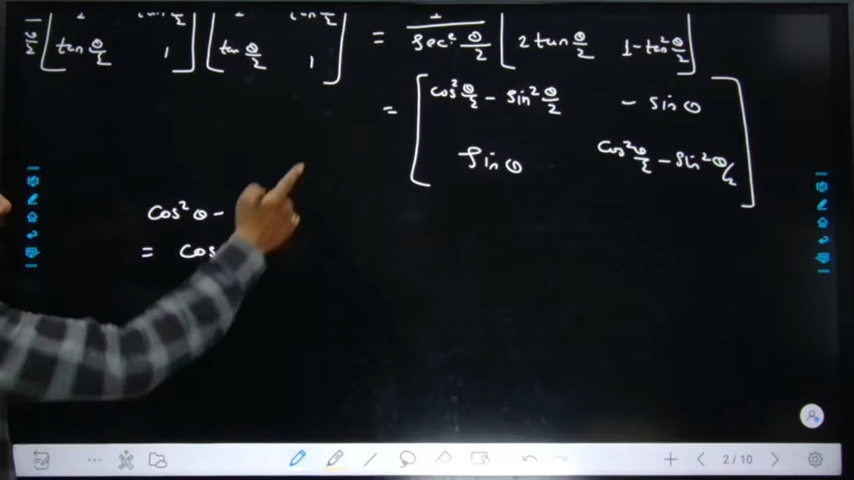 tan θ/2 1 tan θ/2 1 = 1/sec² θ/2 2 tan θ/2 1 - tan² θ/2
= cos² θ/2 - sin² θ/2 - sin θ
sin θ cos² θ/2 - sin² θ/2
cos² θ -
= cos
2/10